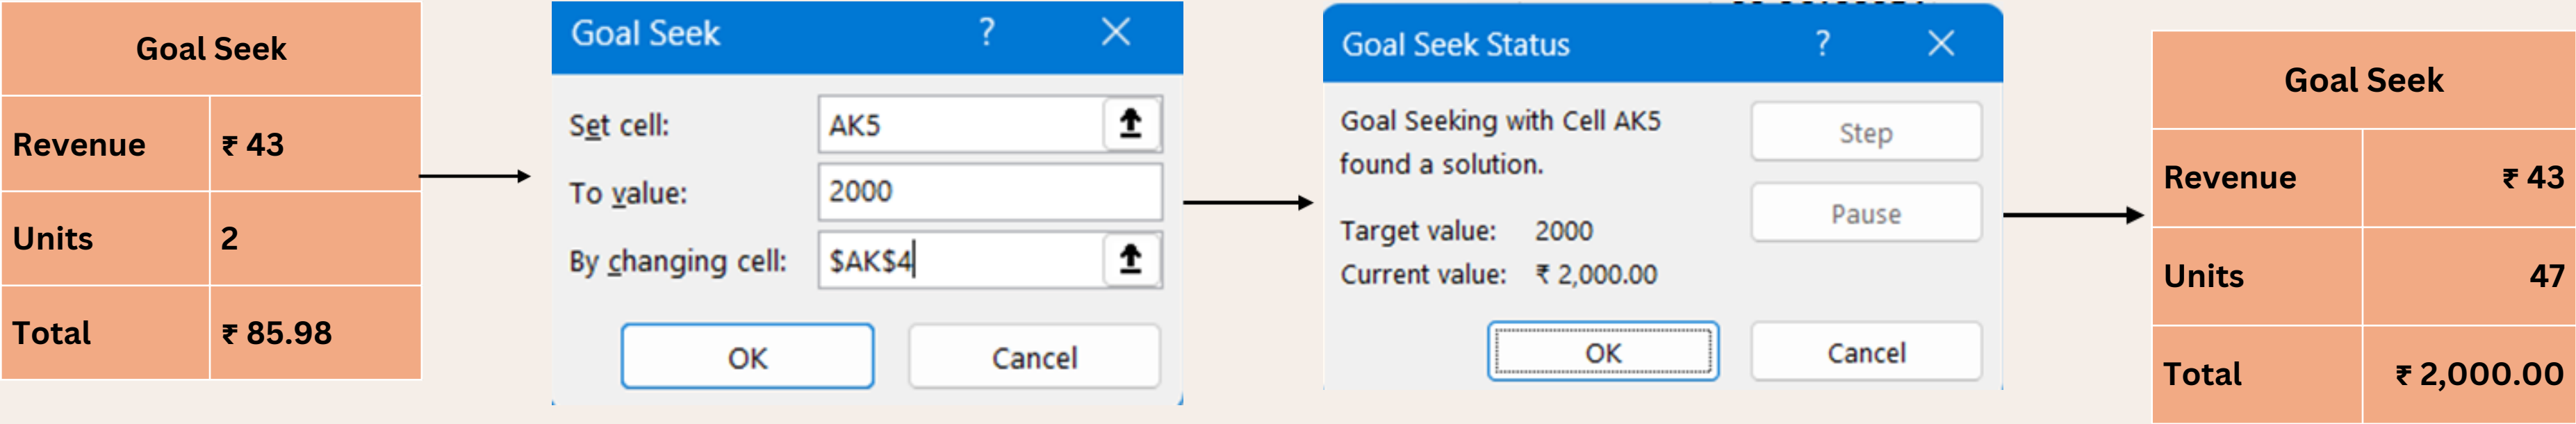 Goal Seek
Revenue ₹ 43
Units 2
Total ₹ 85.98
Goal Seek ? ×
Set cell: AK5
To value: 2000
By changing cell: $AK$4
OK Cancel
Goal Seek Status ? ×
Goal Seeking with Cell AK5
found a solution.
Step
Pause
Target value: 2000
Current value: ₹ 2,000.00
OK Cancel
Goal Seek
Revenue ₹ 43
Units 47
Total ₹ 2,000.00